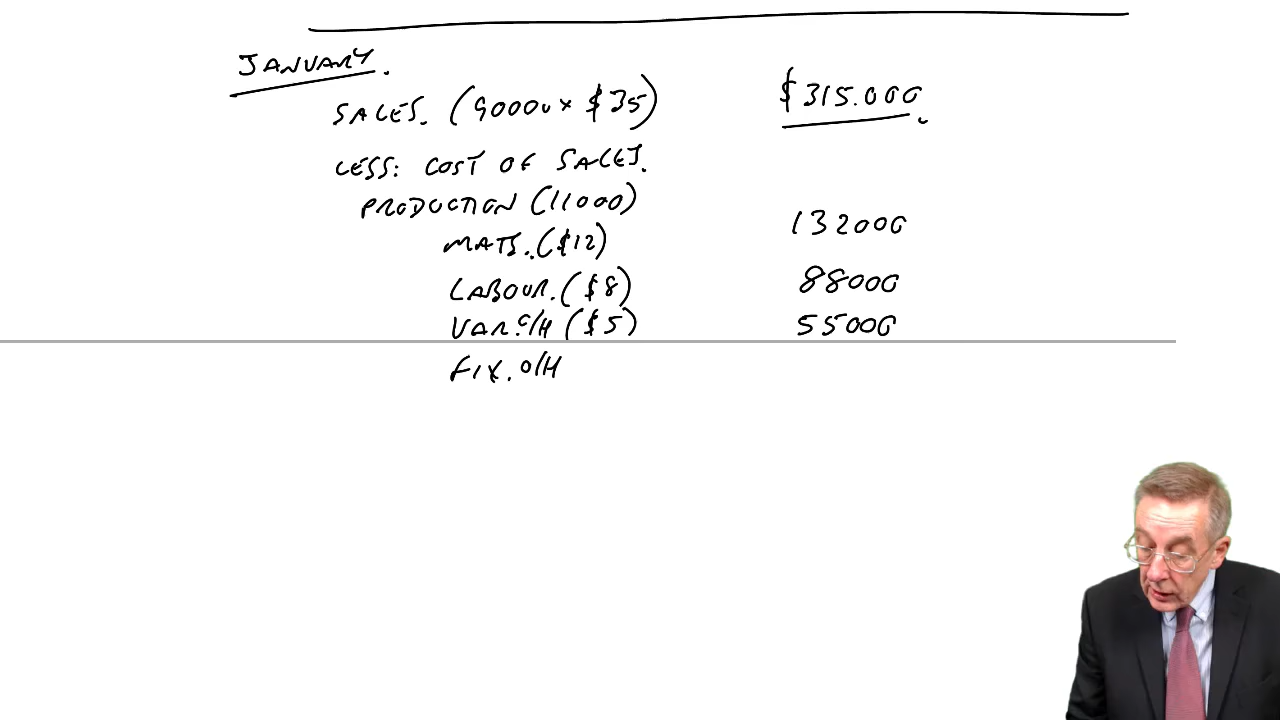 JANUARY.
SALES. (9000u × $35) $315.000
LESS: COST OF SALES.
PRODUCTION (11000)
MATS. ($12) 132000
LABOUR. ($8) 88000
VAR. O/H ($5) 55000
FIX. O/H